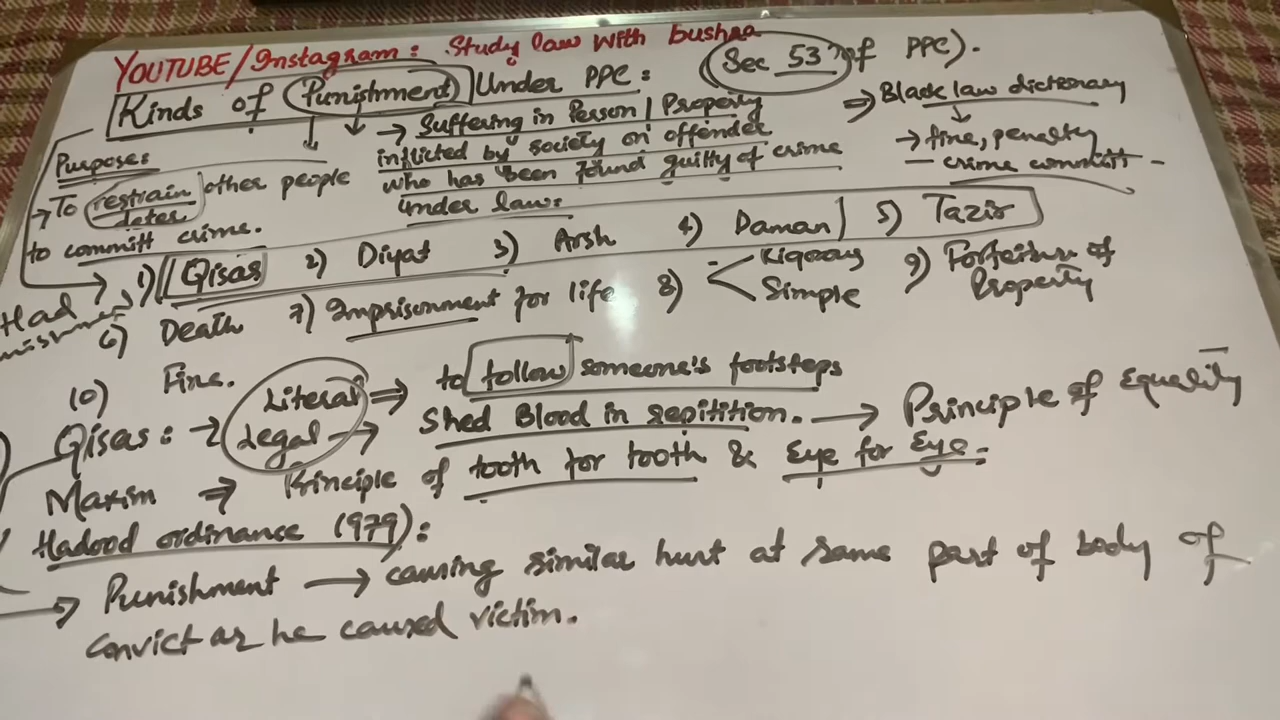 YOUTUBE/Instagram: Study law with bushra
Kinds of Punishment Under PPC: (Sec 53 of PPC).
Purpose:
→ To restrain other people
deter
to committ crime.
→ Suffering in Person / Property
inflicted by society on offender
who has been found guilty of crime
under law:
⇒ Black law dictionary
→ fine, penalty
— crime committ -
1) Qisas 2) Diyat 3) Arsh 4) Daman 5) Tazir
Had
6) Death 7) Imprisonment for life 8) Rigoray
Simple
9) Forfeiture of
Property
(10) Fine.
Qisas: → Literal ⇒ to follow someone's footsteps
Legal → Shed Blood in repitition. → Principle of Equality
Maxim ⇒ Principle of tooth for tooth & Eye for Eye:
Hadood ordinance (1979):
→ Punishment → causing similar hurt at same part of body of
convict as he caused victim.